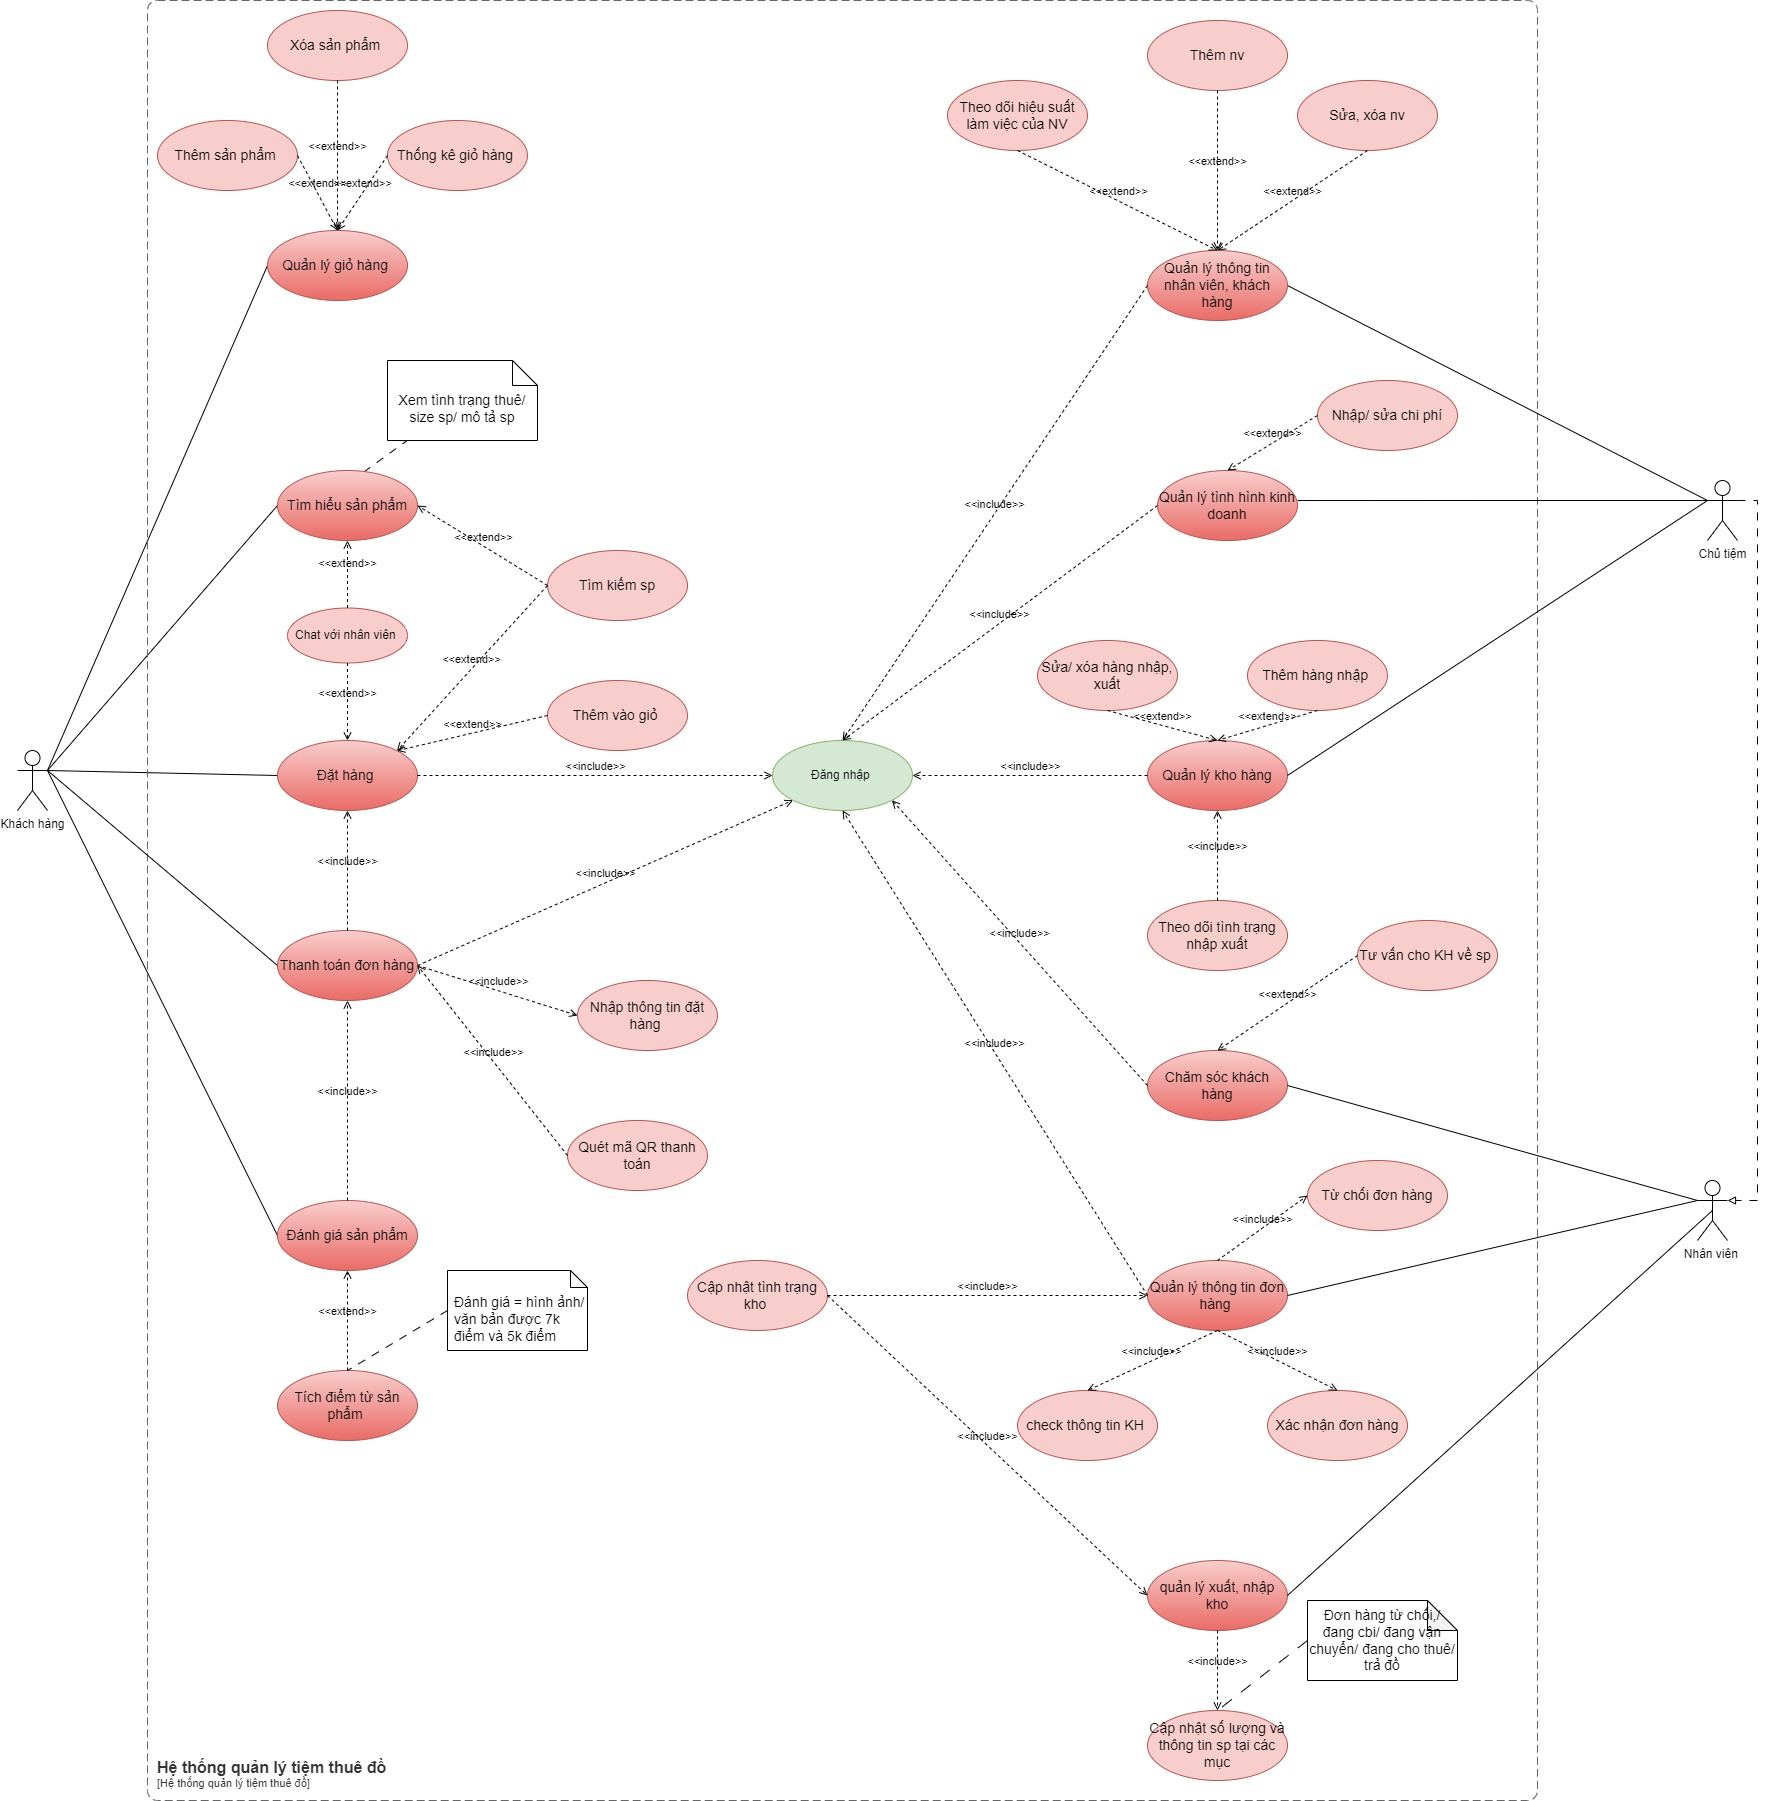 Xóa sản phẩm
Thêm nv
Theo dõi hiệu suất
làm việc của NV
Sửa, xóa nv
Thêm sản phẩm
<<extend>>
Thống kê giỏ hàng
<<extend>>
<<extend>>
<<extend>>
<<extend>>
<<extend>>
Quản lý giỏ hàng
Quản lý thông tin
nhân viên, khách
hàng
Xem tình trạng thuê/
size sp/ mô tả sp
Nhập/ sửa chi phí
<<extend>>
Tìm hiểu sản phẩm
<<include>>
Quản lý tình hình kinh
doanh
<<extend>>
<<extend>>
Chủ tiệm
Tìm kiếm sp
<<include>>
Chat với nhân viên
<<extend>>
Sửa/ xóa hàng nhập,
xuất
Thêm hàng nhập
<<extend>>
<<extend>>
Thêm vào giỏ
<<extend>>
<<extend>>
Đặt hàng
<<include>>
Đăng nhập
<<include>>
Quản lý kho hàng
Khách hàng
<<include>>
<<include>>
<<include>>
Theo dõi tình trạng
nhập xuất
<<include>>
Tư vấn cho KH về sp
Thanh toán đơn hàng
<<include>>
<<extend>>
Nhập thông tin đặt
hàng
<<include>>
<<include>>
Chăm sóc khách
hàng
<<include>>
Quét mã QR thanh
toán
Từ chối đơn hàng
<<include>>
Đánh giá sản phẩm
Nhân viên
Cập nhật tình trạng
kho
<<include>>
Quản lý thông tin đơn
hàng
<<extend>>
Đánh giá = hình ảnh/
văn bản được 7k
điểm và 5k điểm
<<include>>
<<include>>
Tích điểm từ sản
phẩm
check thông tin KH
Xác nhận đơn hàng
<<include>>
quản lý xuất, nhập
kho
Đơn hàng từ chối,/
đang cbi/ đang vận
chuyển/ đang cho thuê/
trả đồ
<<include>>
Cập nhật số lượng và
thông tin sp tại các
mục
Hệ thống quản lý tiệm thuê đồ
[Hệ thống quản lý tiệm thuê đồ]